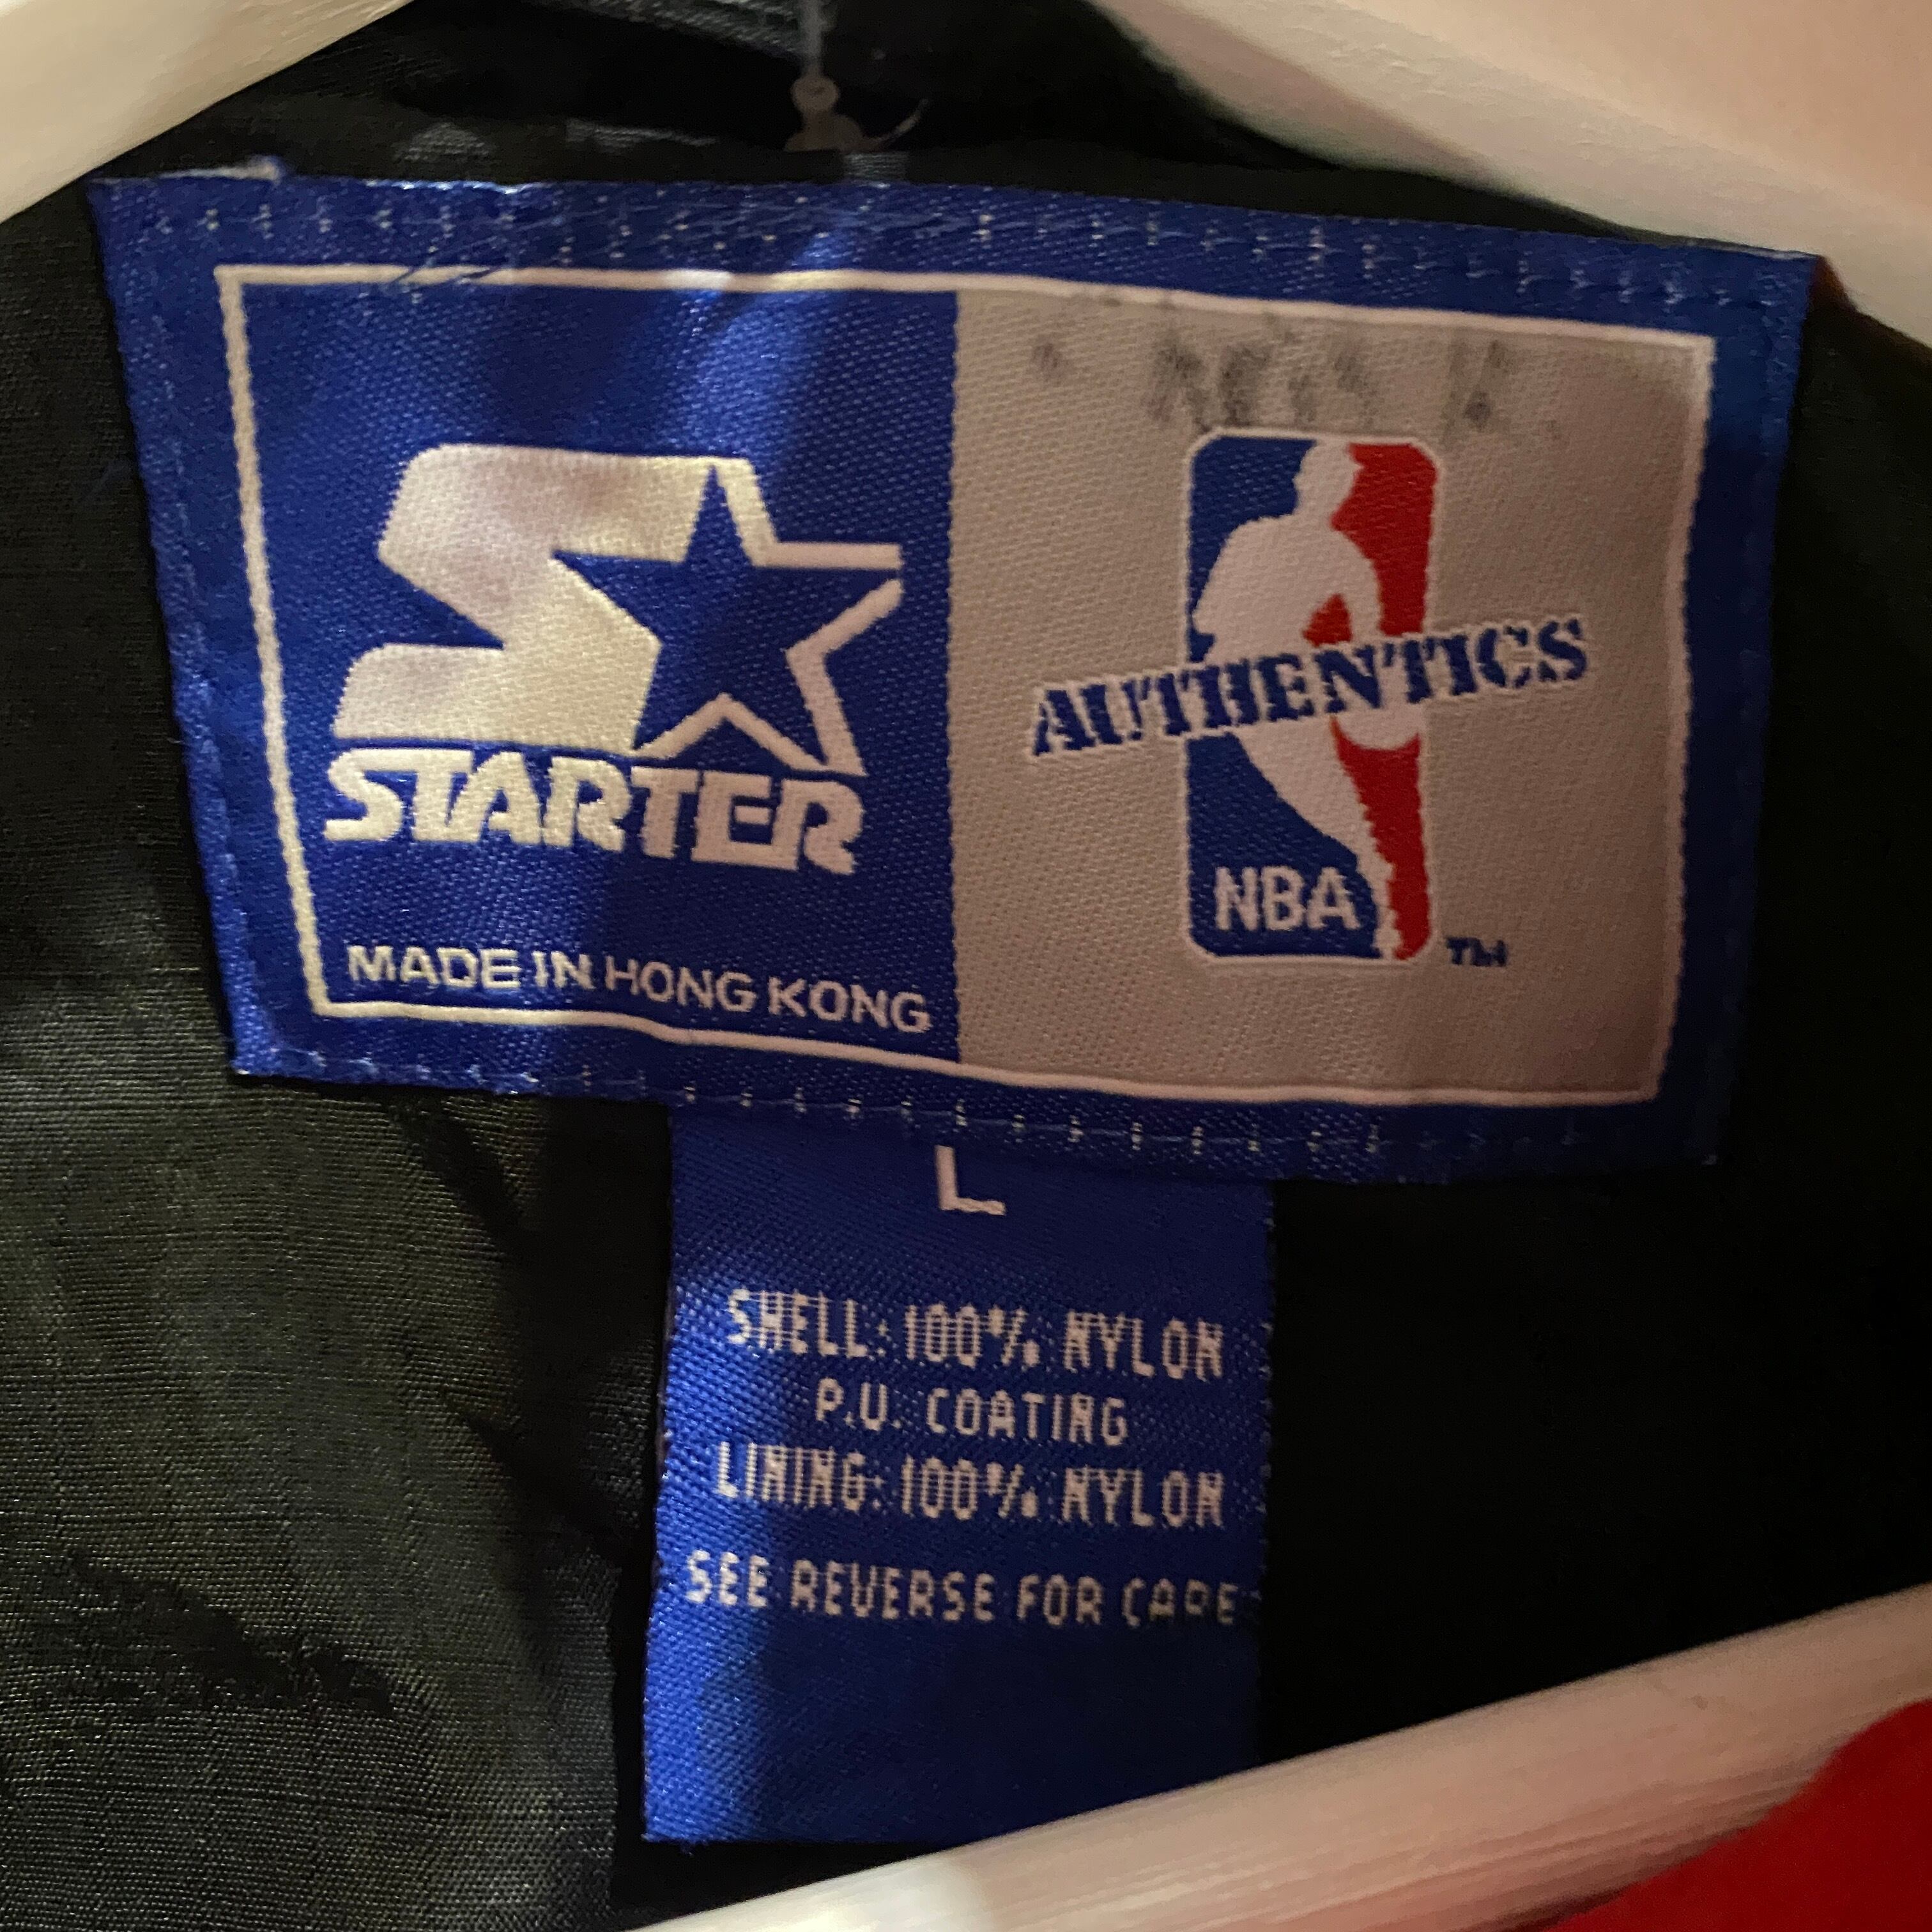 STARTER
MADE IN HONG KONG
AUTHENTICS
NBA
TM
L
SHELL: 100% NYLON
P.U. COATING
LINING: 100% NYLON
SEE REVERSE FOR CARE